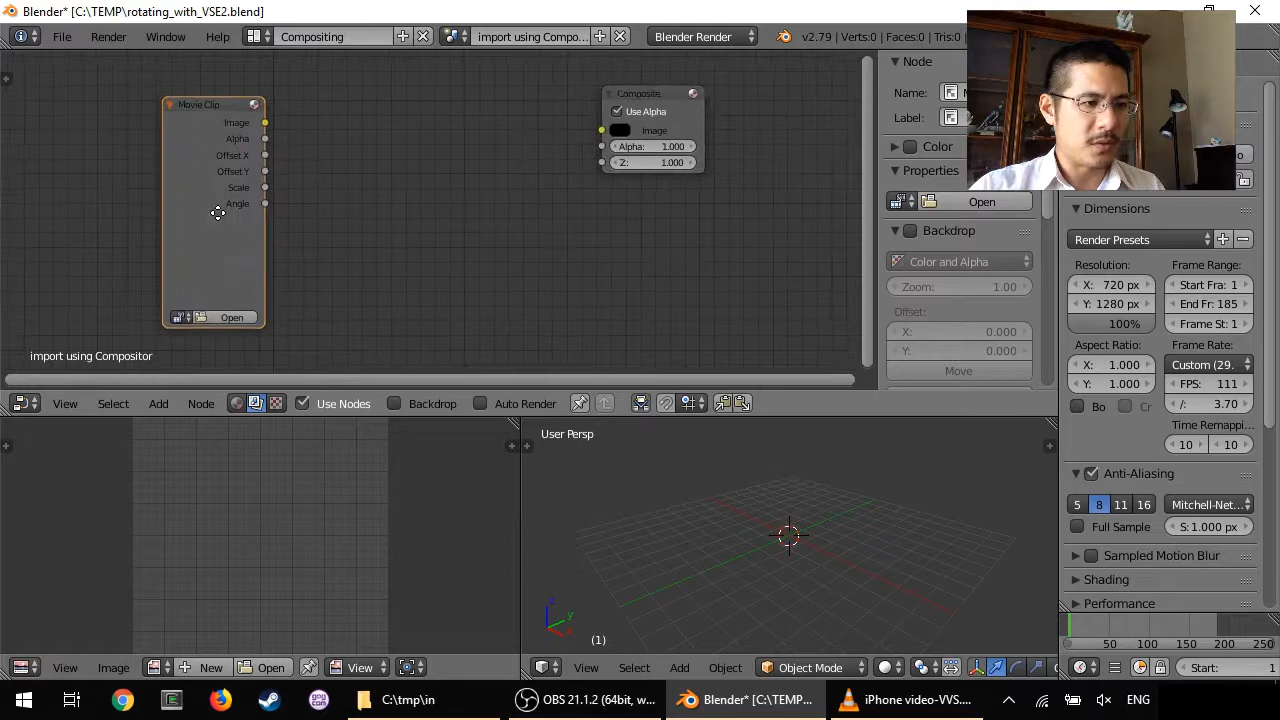 Blender* [C:\TEMP\rotating_with_VSE2.blend]
File Render Window Help Compositing import using Compo... Blender Render v2.79 | Verts:0 | Faces:0 | Tris:0
Movie Clip
Image
Alpha
Offset X
Offset Y
Scale
Angle
Open
Composite
Use Alpha
Image
Alpha: 1.000
Z: 1.000
import using Compositor
Node
Name:
Label:
Color
Properties
Open
Backdrop
Color and Alpha
Zoom: 1.00
Offset:
X: 0.000
Y: 0.000
Move
Dimensions
Render Presets
Resolution: Frame Range:
X: 720 px Start Fra: 1
Y: 1280 px End Fr: 185
100% Frame St: 1
Aspect Ratio: Frame Rate:
X: 1.000 Custom (29.
Y: 1.000 FPS: 111
Bo Cr /: 3.70
Time Remappi...
10 10
Anti-Aliasing
5 8 11 16 Mitchell-Net...
Full Sample S: 1.000 px
Sampled Motion Blur
Shading
Performance
View Select Add Node Use Nodes Backdrop Auto Render
User Persp
(1)
z y x
50 100 150 200 250
View Image New Open View
View Select Add Object Object Mode
Start: 1
C:\tmp\in
OBS 21.1.2 (64bit, w...
Blender* [C:\TEMP...
iPhone video-VVS....
ENG